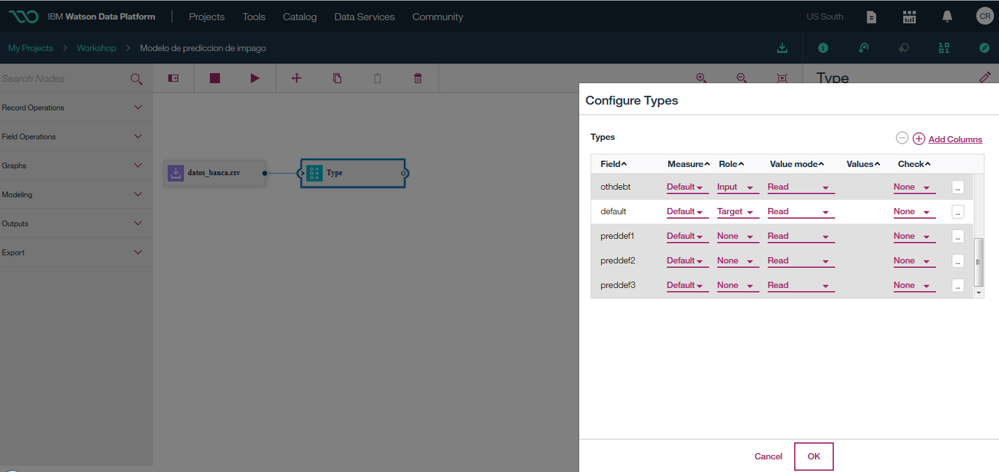 IBM Watson Data Platform | Projects Tools Catalog Data Services Community US South CR
My Projects > Workshop > Modelo de prediccion de impago
Search Nodes
Type
Record Operations
Field Operations
Graphs
Modeling
Outputs
Export
datos_banca.csv
Type
Configure Types
Types
Add Columns
Field Measure Role Value mode Values Check
othdebt Default Input Read None ...
default Default Target Read None ...
preddef1 Default None Read None ...
preddef2 Default None Read None ...
preddef3 Default None Read None ...
Cancel OK